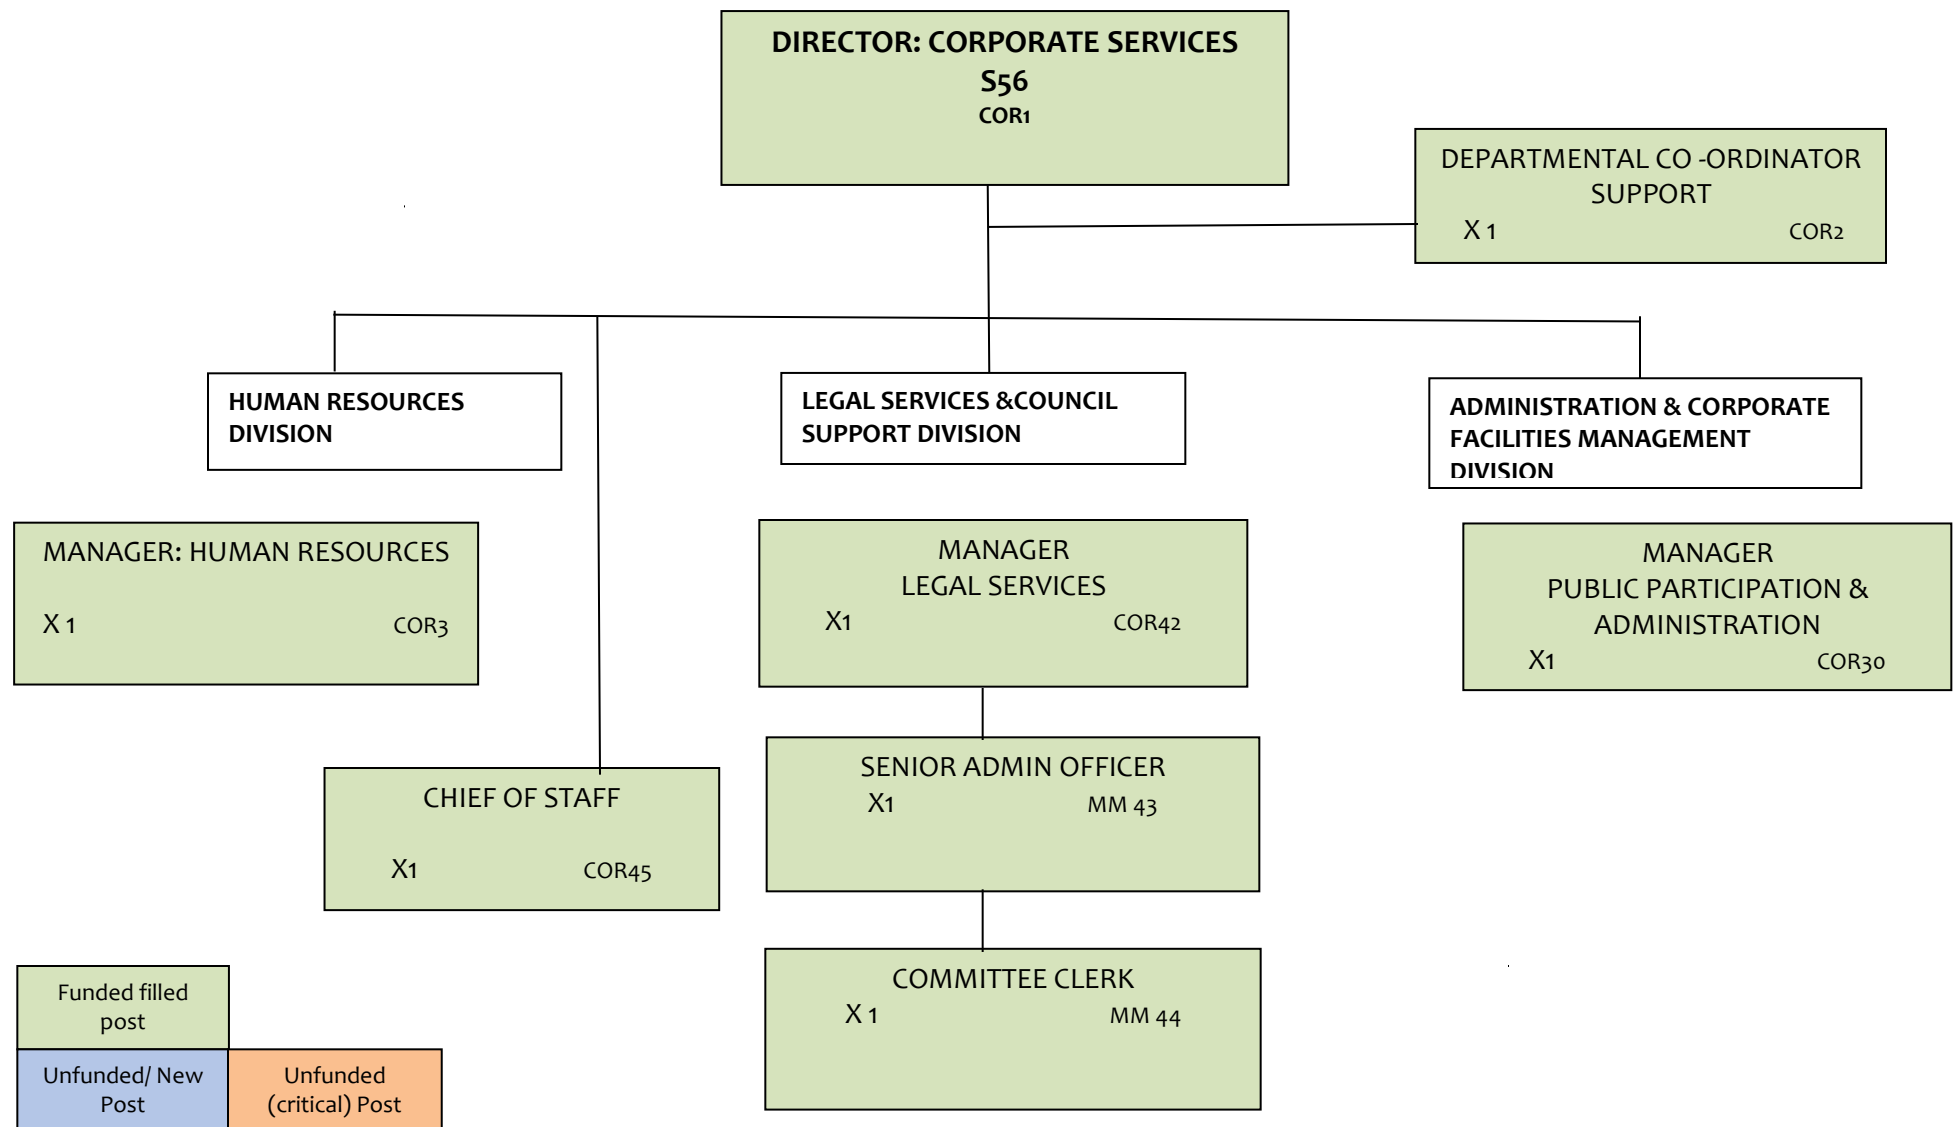 DIRECTOR: CORPORATE SERVICES
S56
COR1
DEPARTMENTAL CO -ORDINATOR
SUPPORT
X 1 COR2
HUMAN RESOURCES
DIVISION
LEGAL SERVICES &COUNCIL
SUPPORT DIVISION
ADMINISTRATION & CORPORATE
FACILITIES MANAGEMENT
DIVISION
MANAGER: HUMAN RESOURCES
X 1 COR3
MANAGER
LEGAL SERVICES
X1 COR42
MANAGER
PUBLIC PARTICIPATION &
ADMINISTRATION
X1 COR30
CHIEF OF STAFF
X1 COR45
SENIOR ADMIN OFFICER
X1 MM 43
COMMITTEE CLERK
X 1 MM 44
Funded filled
post
Unfunded/ New
Post
Unfunded
(critical) Post